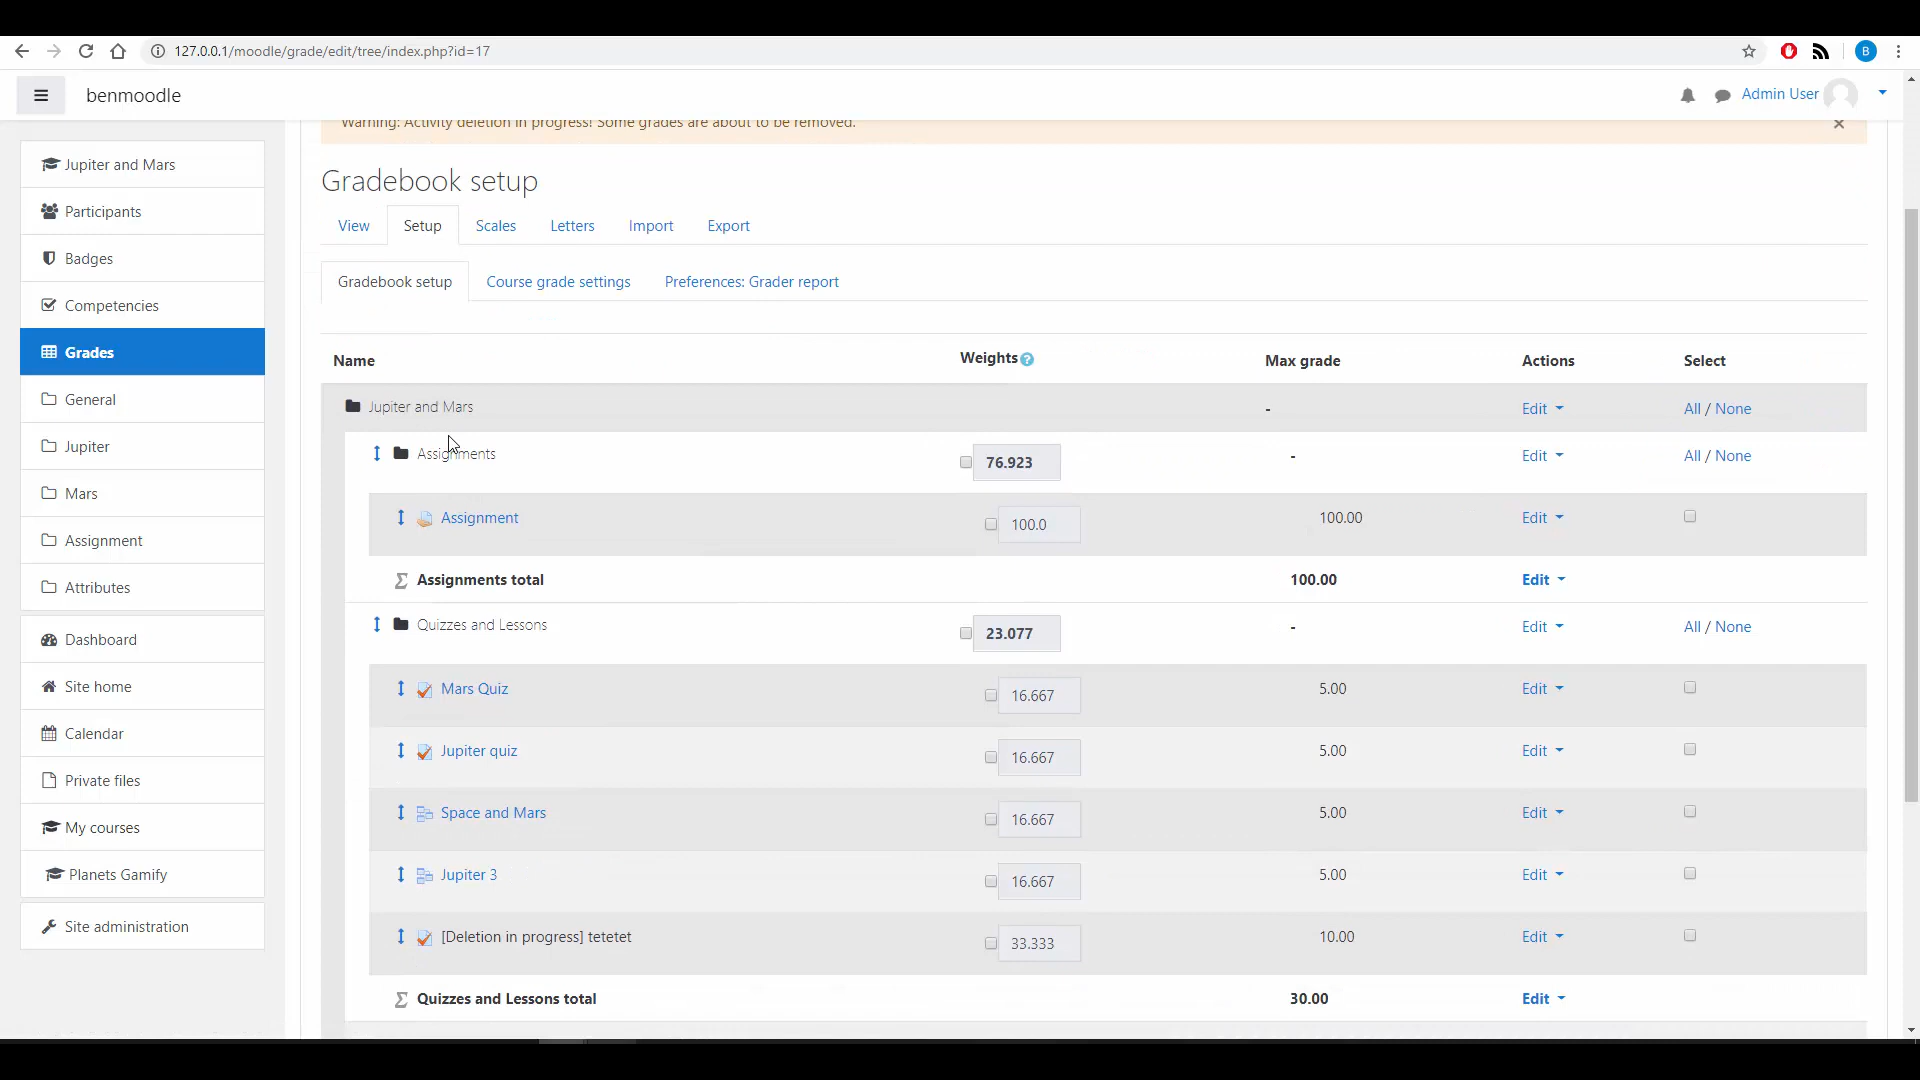 127.0.0.1/moodle/grade/edit/tree/index.php?id=17
B
benmoodle
Admin User
Warning: Activity deletion in progress! Some grades are about to be removed.
×
Jupiter and Mars
Participants
Badges
Competencies
Grades
General
Jupiter
Mars
Assignment
Attributes
Dashboard
Site home
Calendar
Private files
My courses
Planets Gamify
Site administration
Gradebook setup
View Setup Scales Letters Import Export
Gradebook setup Course grade settings Preferences: Grader report
Name Weights ? Max grade Actions Select
Jupiter and Mars - Edit All / None
Assignments 76.923 - Edit All / None
Assignment 100.0 100.00 Edit
Σ Assignments total 100.00 Edit
Quizzes and Lessons 23.077 - Edit All / None
Mars Quiz 16.667 5.00 Edit
Jupiter quiz 16.667 5.00 Edit
Space and Mars 16.667 5.00 Edit
Jupiter 3 16.667 5.00 Edit
[Deletion in progress] tetetet 33.333 10.00 Edit
Σ Quizzes and Lessons total 30.00 Edit